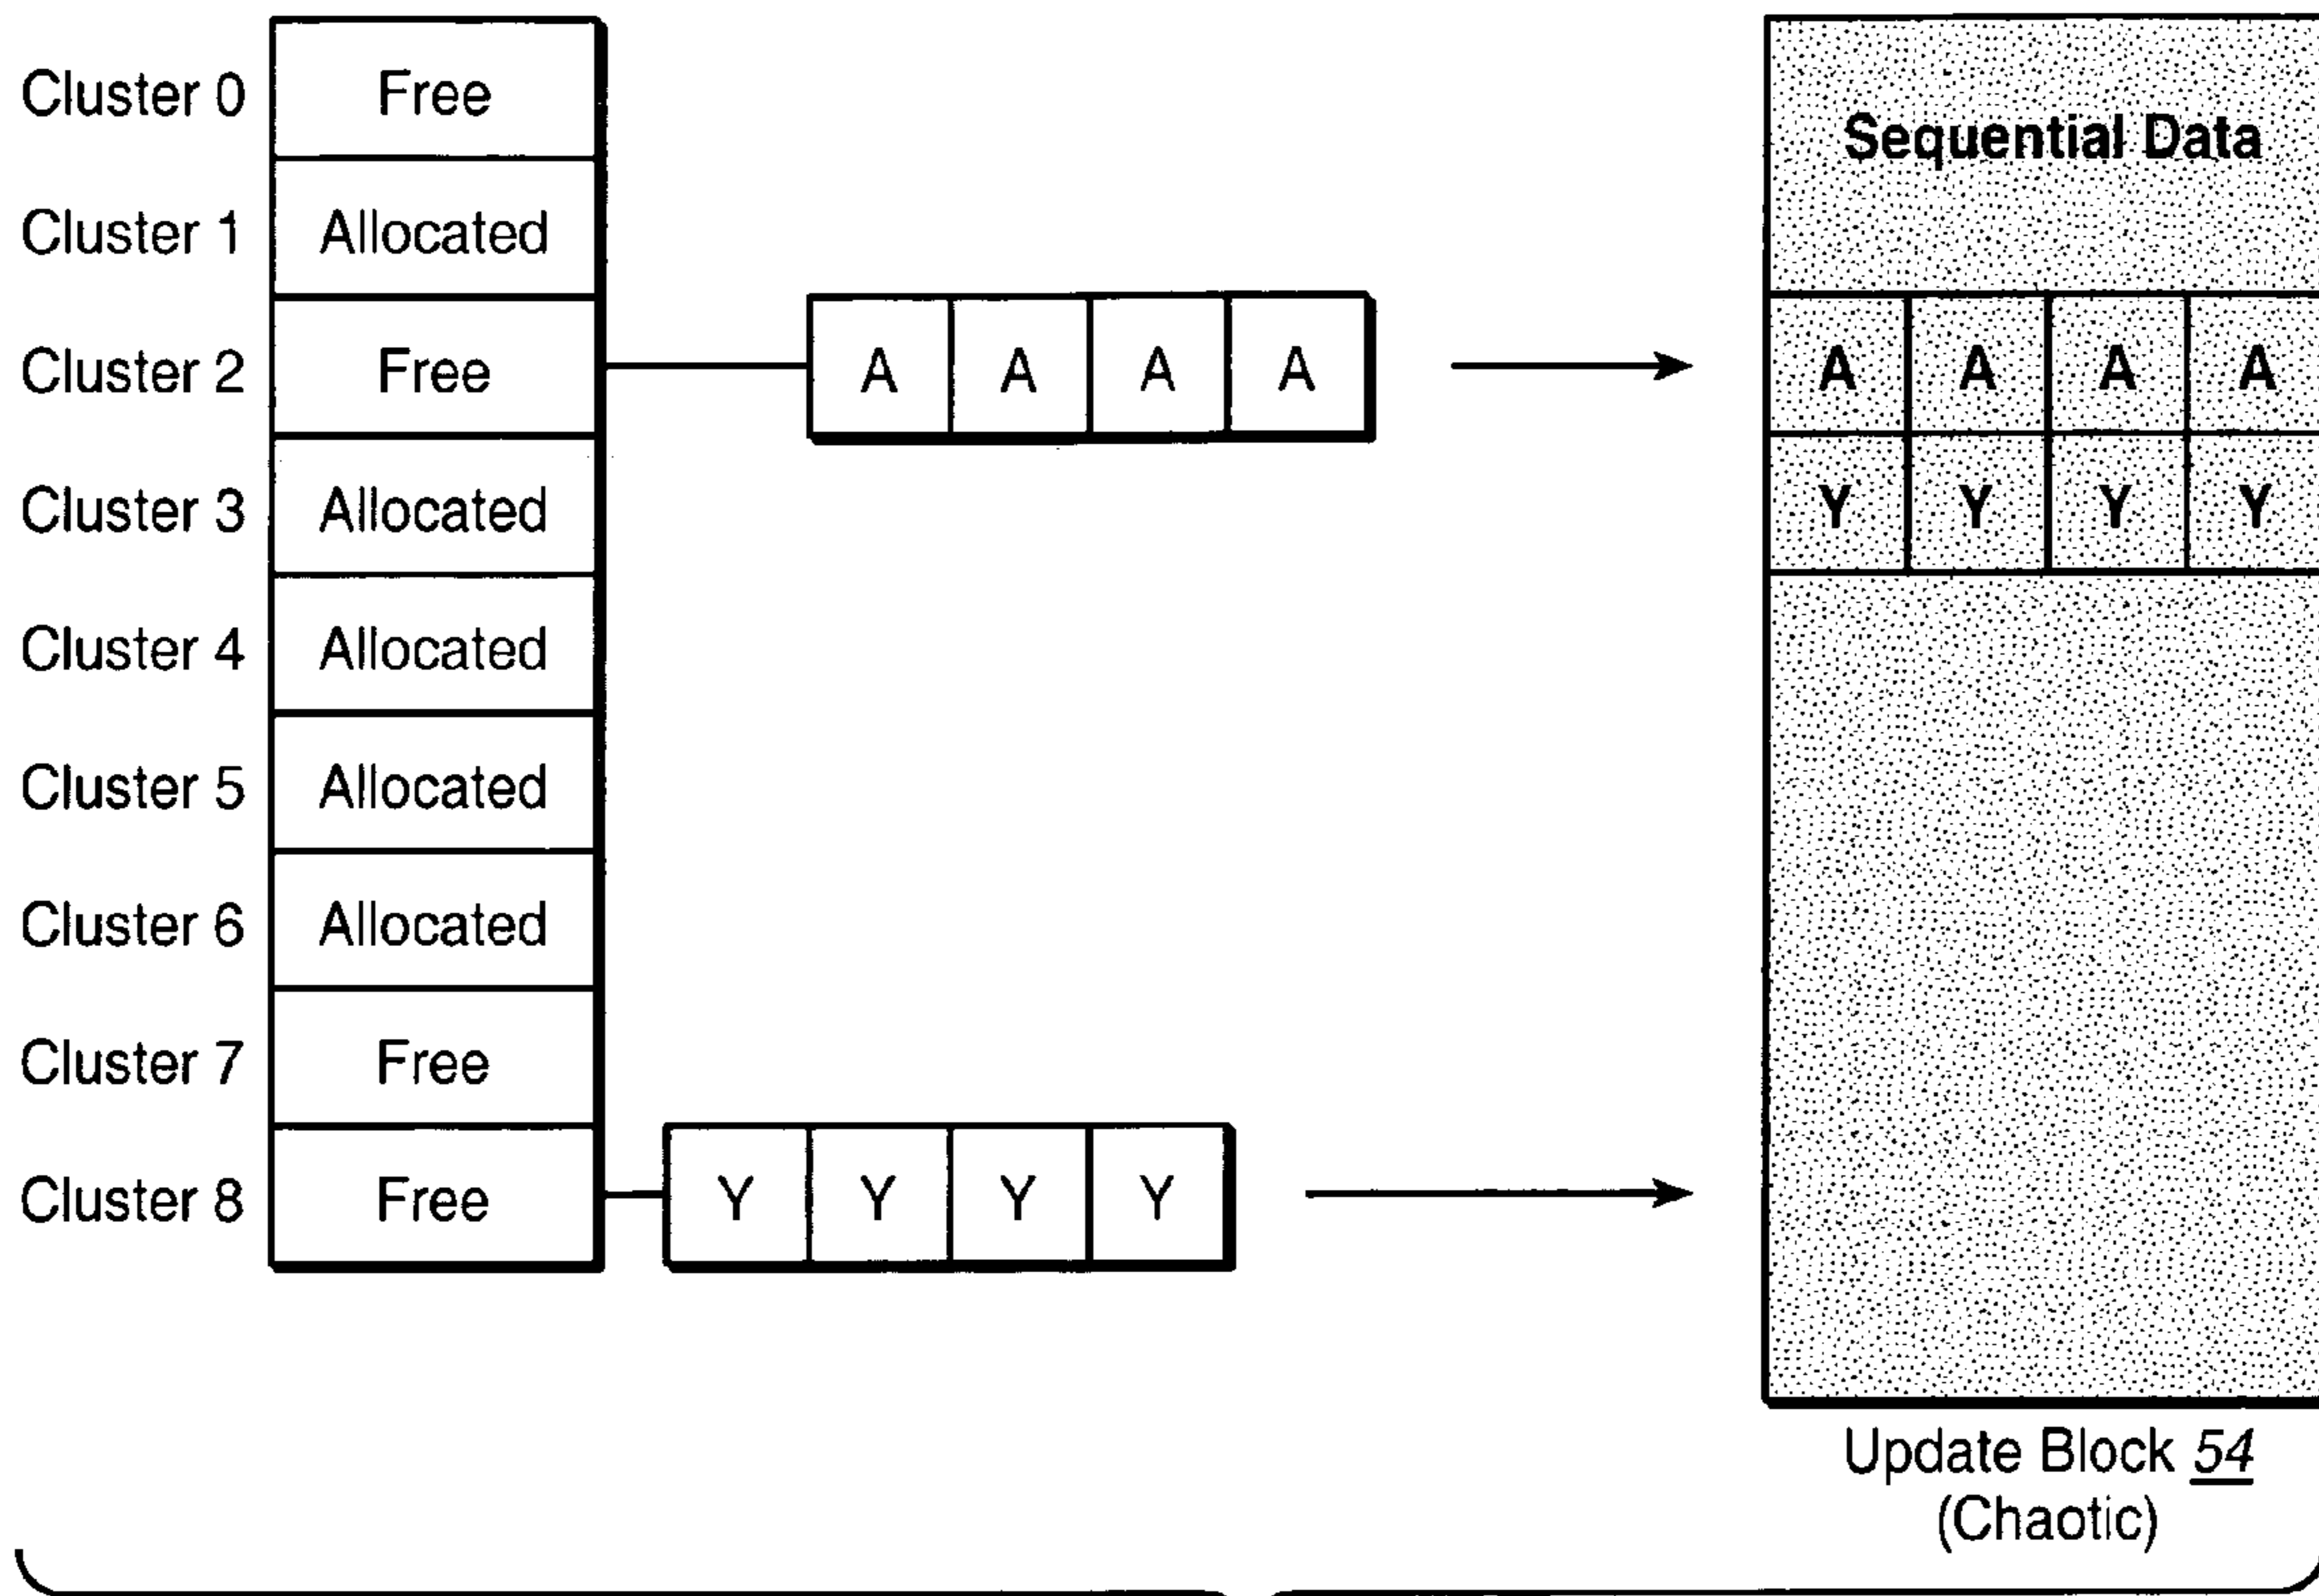 Cluster 0 Free
Sequential Data
Cluster 1 Allocated
Cluster 2 Free A A A A A A A A
Cluster 3 Allocated Y Y Y Y
Cluster 4 Allocated
Cluster 5 Allocated
Cluster 6 Allocated
Cluster 7 Free
Cluster 8 Free Y Y Y Y
Update Block 54
(Chaotic)